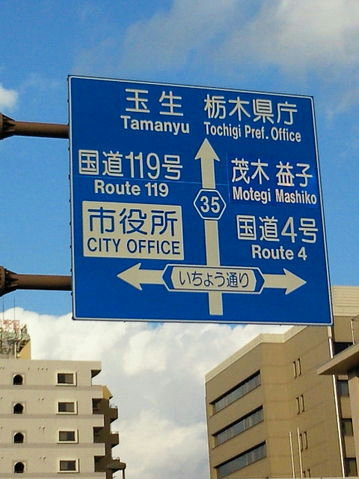 玉生 栃木県庁
Tamanyu Tochigi Pref. Office
国道119号
Route 119
茂木 益子
Motegi Mashiko
35
市役所
CITY OFFICE
国道4号
Route 4
いちょう通り